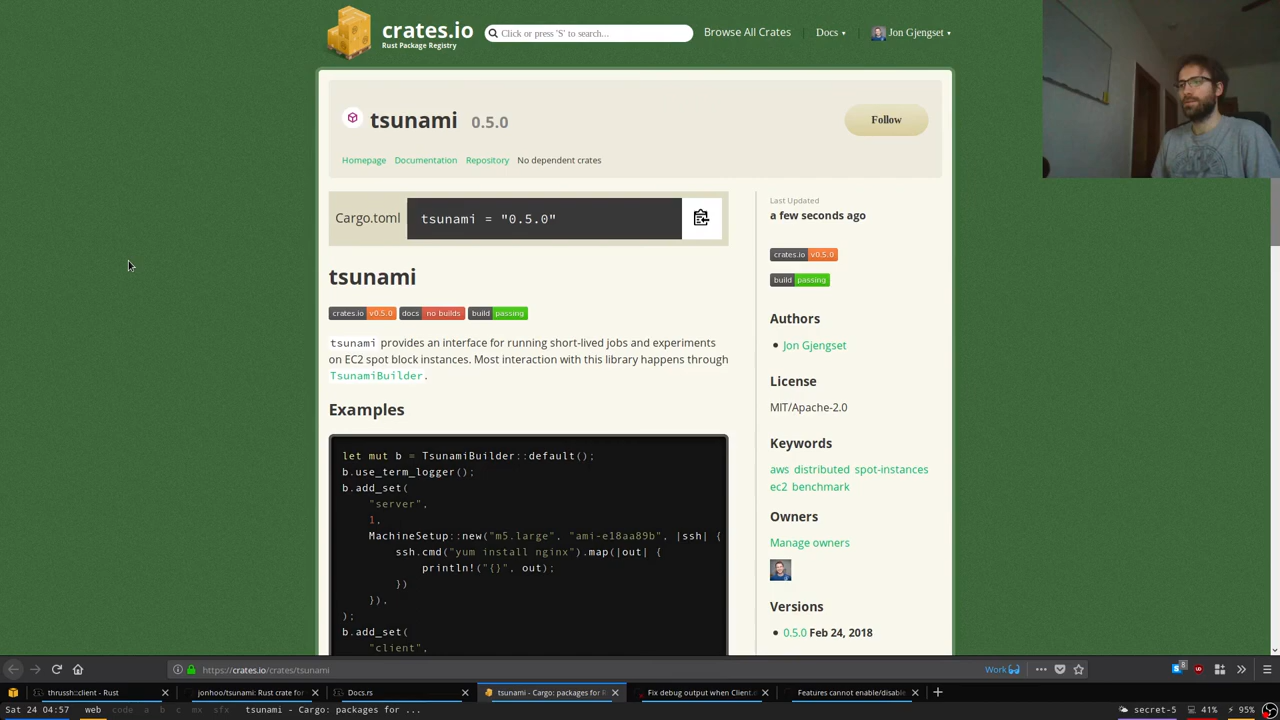 crates.io
Rust Package Registry
Click or press 'S' to search...
Browse All Crates
Docs ▾
Jon Gjengset ▾
tsunami 0.5.0
Follow
Homepage Documentation Repository No dependent crates
Cargo.toml
tsunami = "0.5.0"
tsunami
crates.io v0.5.0 docs no builds build passing
tsunami provides an interface for running short-lived jobs and experiments
on EC2 spot block instances. Most interaction with this library happens through
TsunamiBuilder.
Examples
let mut b = TsunamiBuilder::default();
b.use_term_logger();
b.add_set(
"server",
1,
MachineSetup::new("m5.large", "ami-e18aa89b", |ssh| {
ssh.cmd("yum install nginx").map(|out| {
println!("{}", out);
})
}),
);
b.add_set(
"client",
Last Updated
a few seconds ago
crates.io v0.5.0
build passing
Authors
Jon Gjengset
License
MIT/Apache-2.0
Keywords
aws distributed spot-instances
ec2 benchmark
Owners
Manage owners
Versions
0.5.0 Feb 24, 2018
https://crates.io/crates/tsunami
Work
8
thrussh::client - Rust
jonhoo/tsunami: Rust crate for
Docs.rs
tsunami - Cargo: packages for R
Fix debug output when Client.d
Features cannot enable/disable
Sat 24 04:57 web code a b c mx sfx tsunami - Cargo: packages for ...
secret-5 41% 95%